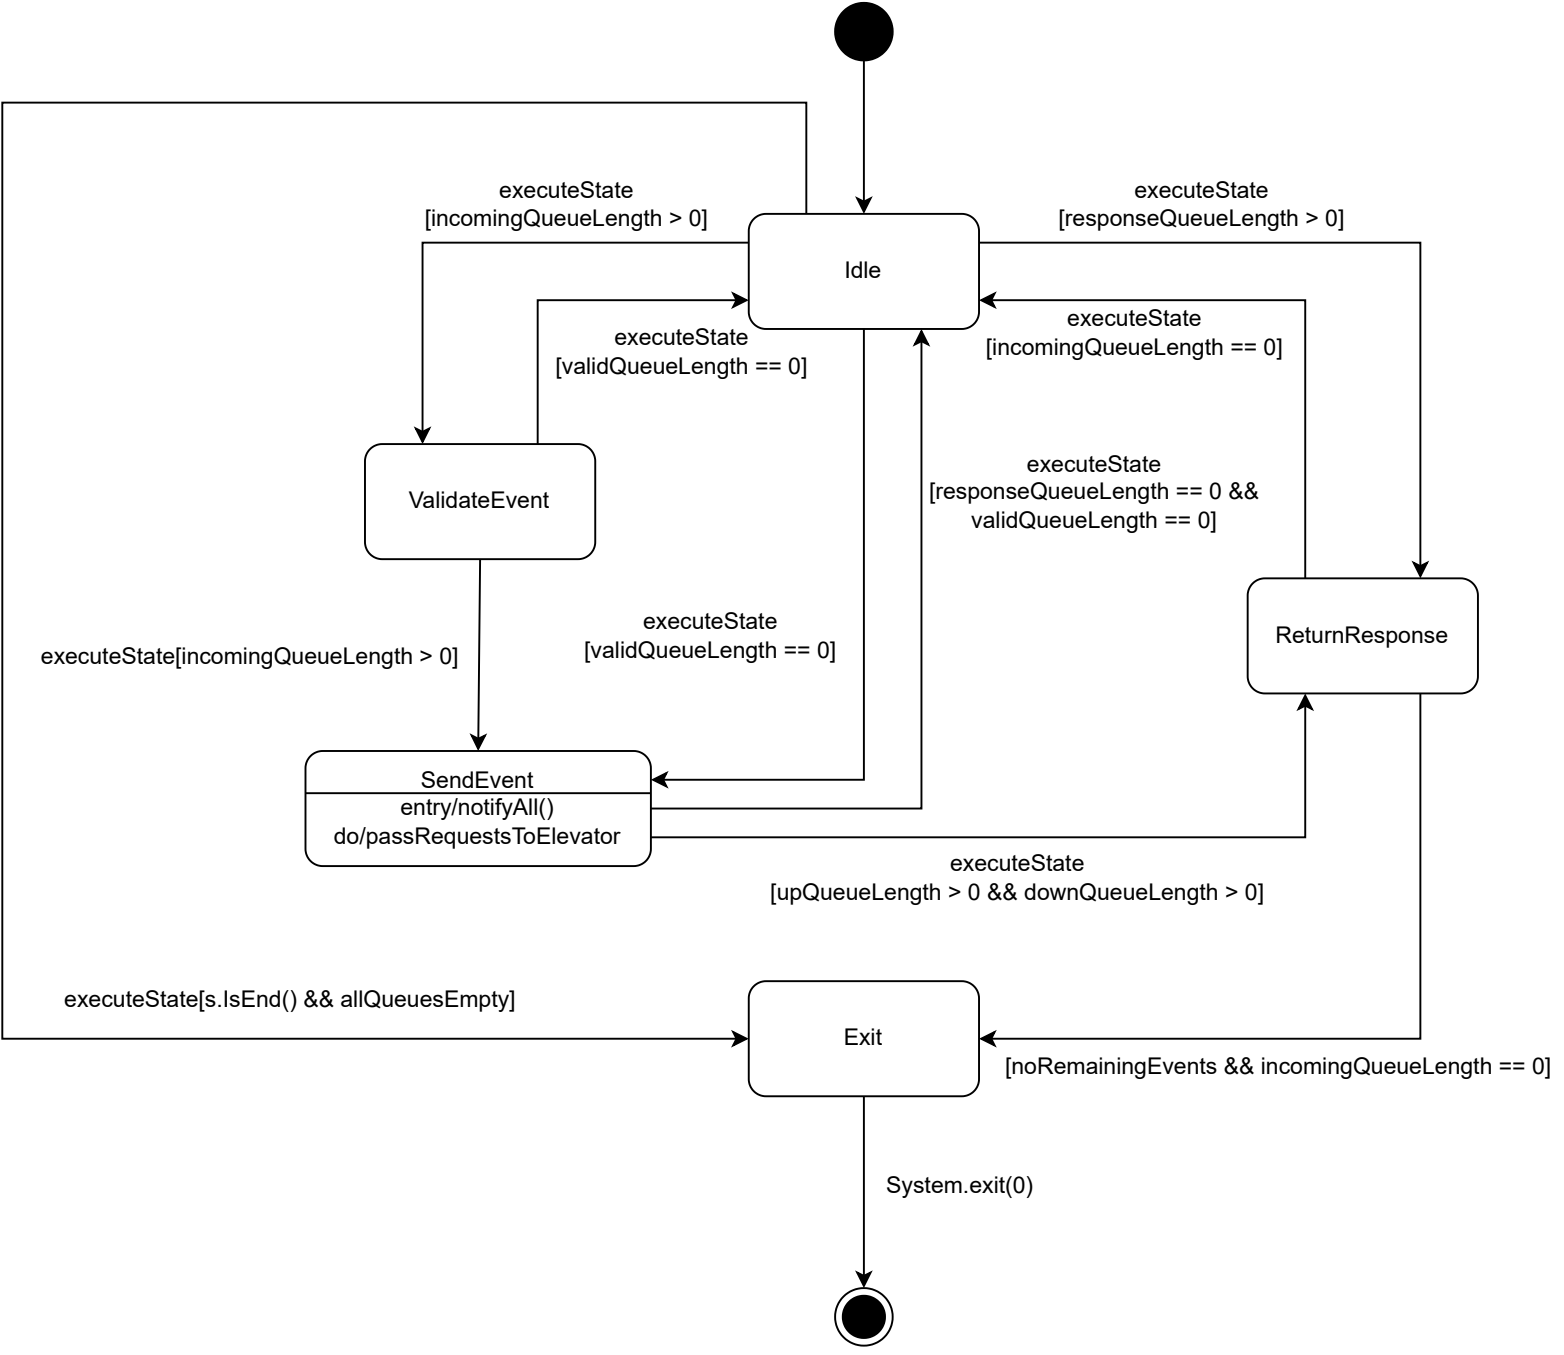 executeState
[incomingQueueLength > 0]
executeState
[responseQueueLength > 0]
Idle
executeState
[validQueueLength == 0]
executeState
[incomingQueueLength == 0]
ValidateEvent
executeState
[responseQueueLength == 0 &&
validQueueLength == 0]
executeState
[validQueueLength == 0]
ReturnResponse
executeState[incomingQueueLength > 0]
SendEvent
entry/notifyAll()
do/passRequestsToElevator
executeState
[upQueueLength > 0 && downQueueLength > 0]
executeState[s.IsEnd() && allQueuesEmpty]
Exit
[noRemainingEvents && incomingQueueLength == 0]
System.exit(0)